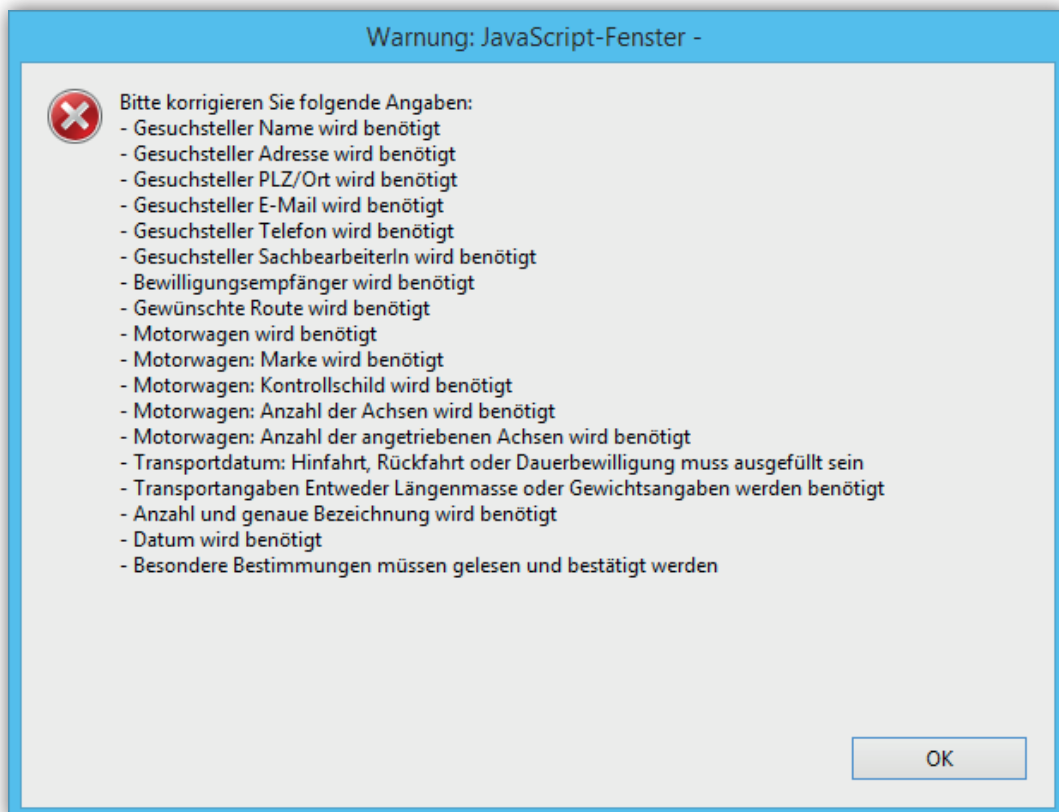 Warnung: JavaScript-Fenster -
Bitte korrigieren Sie folgende Angaben:
- Gesuchsteller Name wird benötigt
- Gesuchsteller Adresse wird benötigt
- Gesuchsteller PLZ/Ort wird benötigt
- Gesuchsteller E-Mail wird benötigt
- Gesuchsteller Telefon wird benötigt
- Gesuchsteller SachbearbeiterIn wird benötigt
- Bewilligungsempfänger wird benötigt
- Gewünschte Route wird benötigt
- Motorwagen wird benötigt
- Motorwagen: Marke wird benötigt
- Motorwagen: Kontrollschild wird benötigt
- Motorwagen: Anzahl der Achsen wird benötigt
- Motorwagen: Anzahl der angetriebenen Achsen wird benötigt
- Transportdatum: Hinfahrt, Rückfahrt oder Dauerbewilligung muss ausgefüllt sein
- Transportangaben Entweder Längenmasse oder Gewichtsangaben werden benötigt
- Anzahl und genaue Bezeichnung wird benötigt
- Datum wird benötigt
- Besondere Bestimmungen müssen gelesen und bestätigt werden
OK